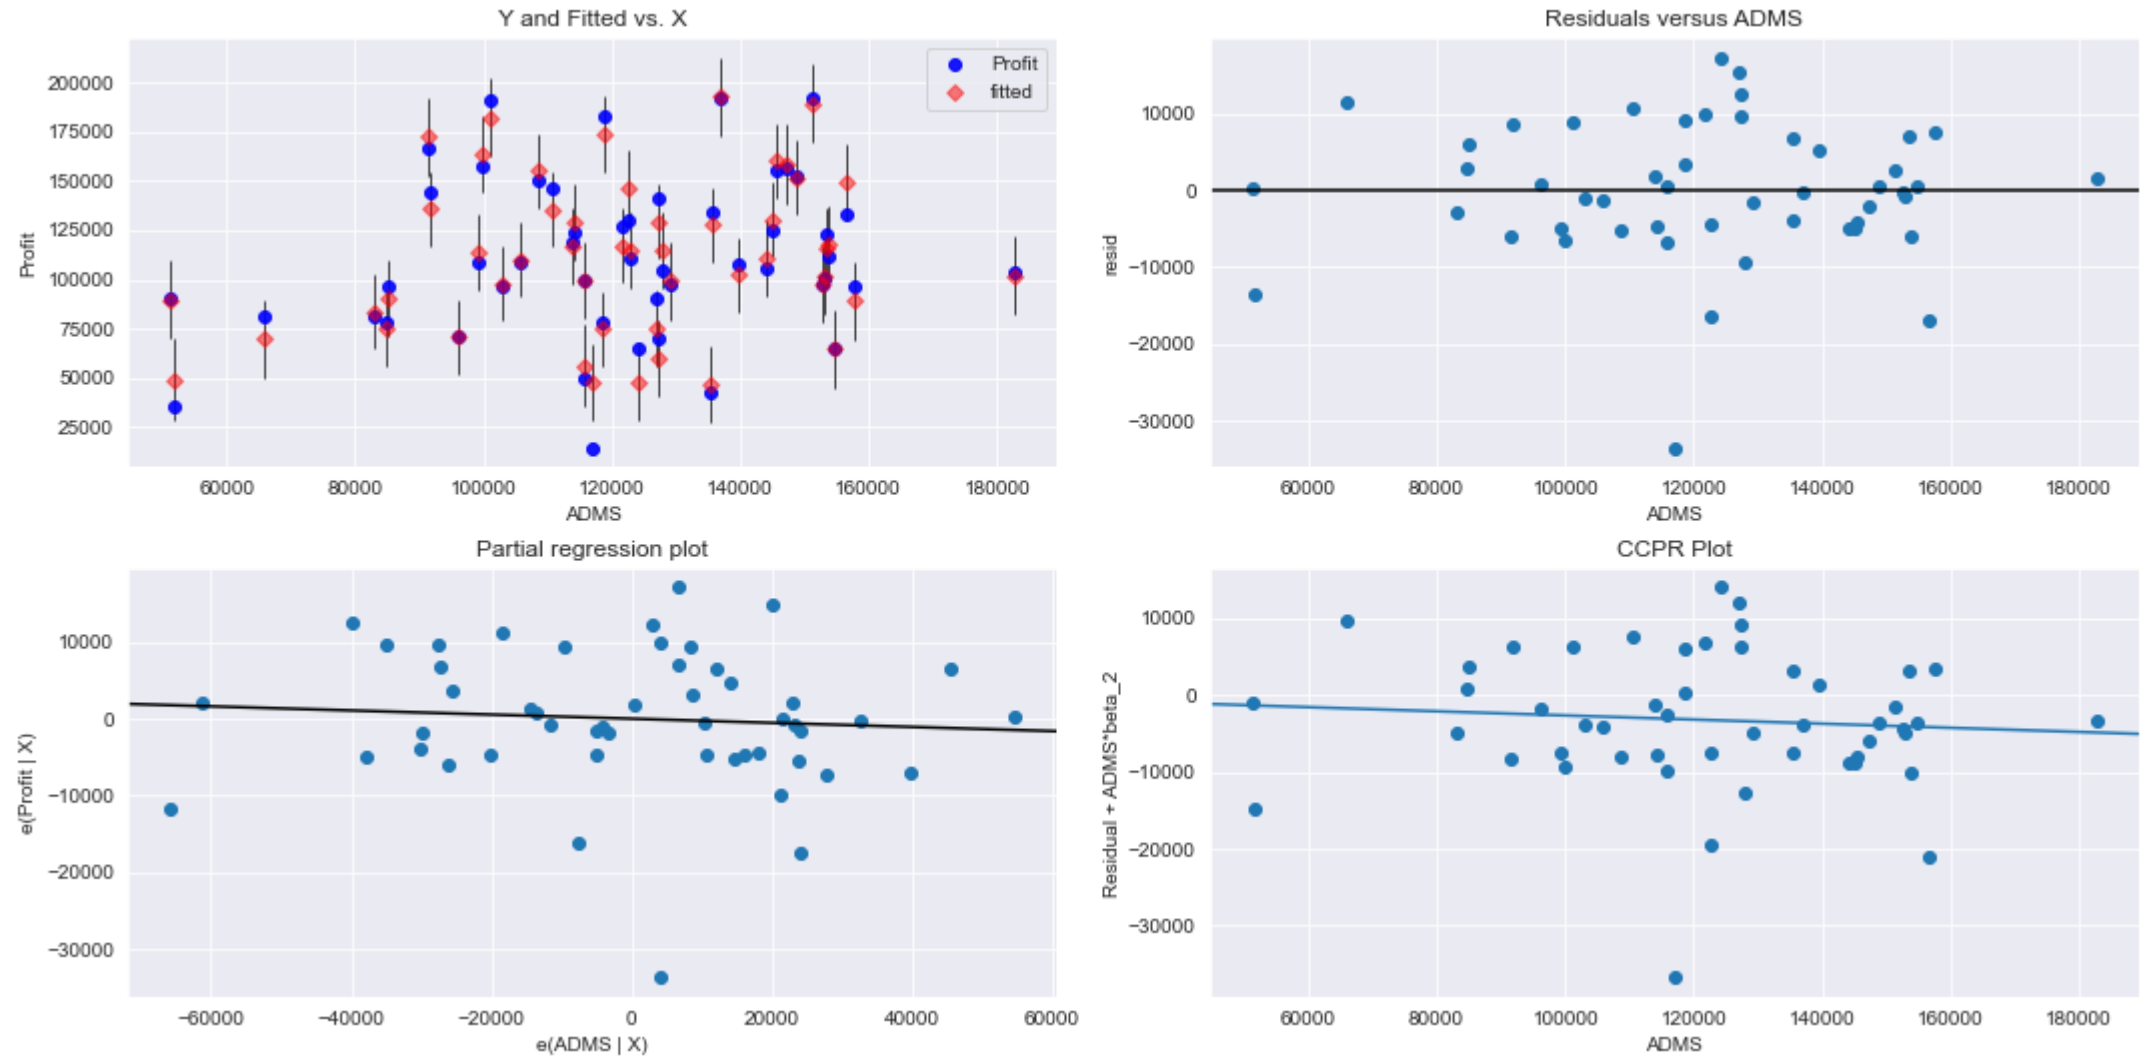 Y and Fitted vs. X
Profit
fitted
200000
175000
150000
125000
100000
75000
50000
25000
Profit
60000 80000 100000 120000 140000 160000 180000
ADMS
Residuals versus ADMS
10000
0
−10000
−20000
−30000
resid
60000 80000 100000 120000 140000 160000 180000
ADMS
Partial regression plot
10000
0
−10000
−20000
−30000
e(Profit | X)
−60000 −40000 −20000 0 20000 40000 60000
e(ADMS | X)
CCPR Plot
10000
0
−10000
−20000
−30000
Residual + ADMS*beta_2
60000 80000 100000 120000 140000 160000 180000
ADMS